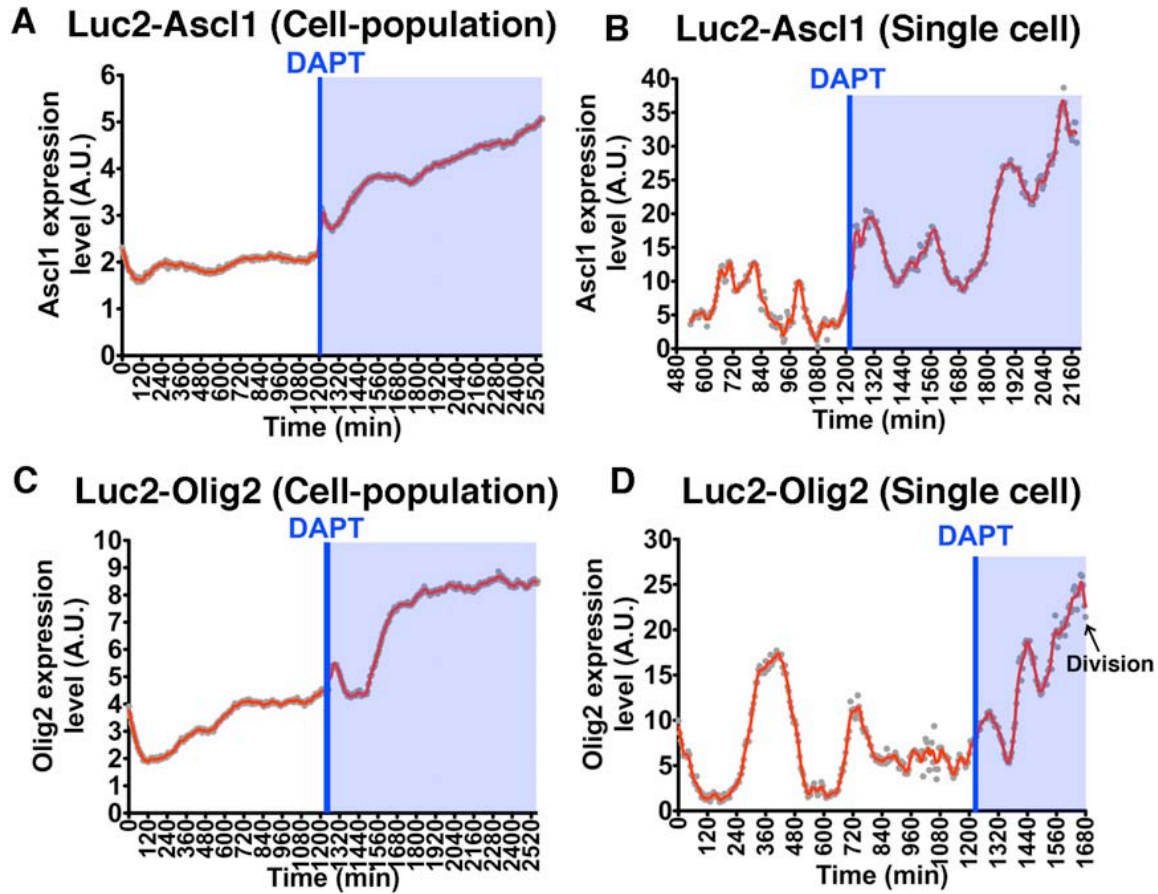 A Luc2-Ascl1 (Cell-population)
DAPT
Ascl1 expression
level (A.U.)
6
5
4
3
2
1
0
0 120 240 360 480 600 720 840 960 1080 1200 1320 1440 1560 1680 1800 1920 2040 2160 2280 2400 2520
Time (min)
B Luc2-Ascl1 (Single cell)
DAPT
Ascl1 expression
level (A.U.)
40
35
30
25
20
15
10
5
0
480 600 720 840 960 1080 1200 1320 1440 1560 1680 1800 1920 2040 2160
Time (min)
C Luc2-Olig2 (Cell-population)
DAPT
Olig2 expression
level (A.U.)
10
9
8
7
6
5
4
3
2
1
0
0 120 240 360 480 600 720 840 960 1080 1200 1320 1440 1560 1680 1800 1920 2040 2160 2280 2400 2520
Time (min)
D Luc2-Olig2 (Single cell)
DAPT
Olig2 expression
level (A.U.)
30
25
20
15
10
5
0
Division
0 120 240 360 480 600 720 840 960 1080 1200 1320 1440 1560 1680
Time (min)